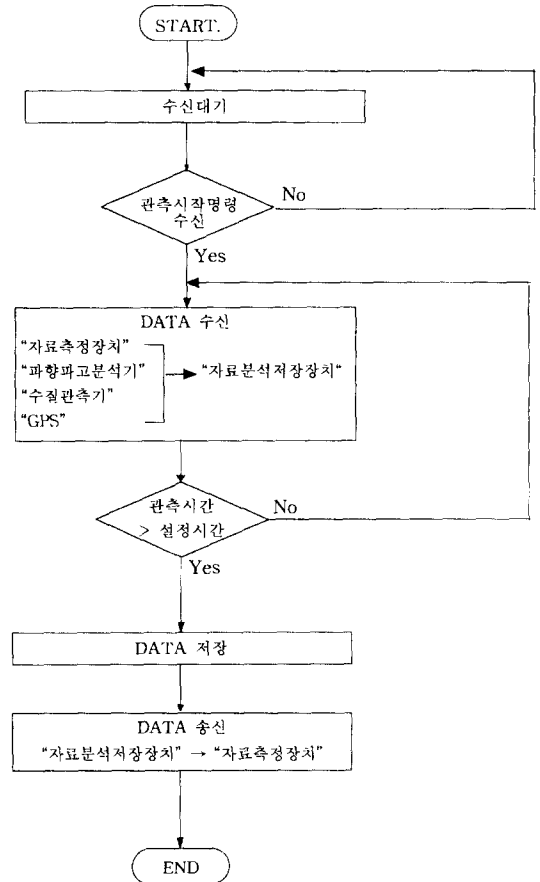 START.
수신대기
관측시작명령
수신
No
Yes
DATA 수신
“자료측정장치”
“파향파고분석기”
“수질관측기”
“GPS”
“자료분석저장장치“
관측시간
> 설정시간
No
Yes
DATA 저장
DATA 송신
“자료분석저장장치” → “자료측정장치”
END